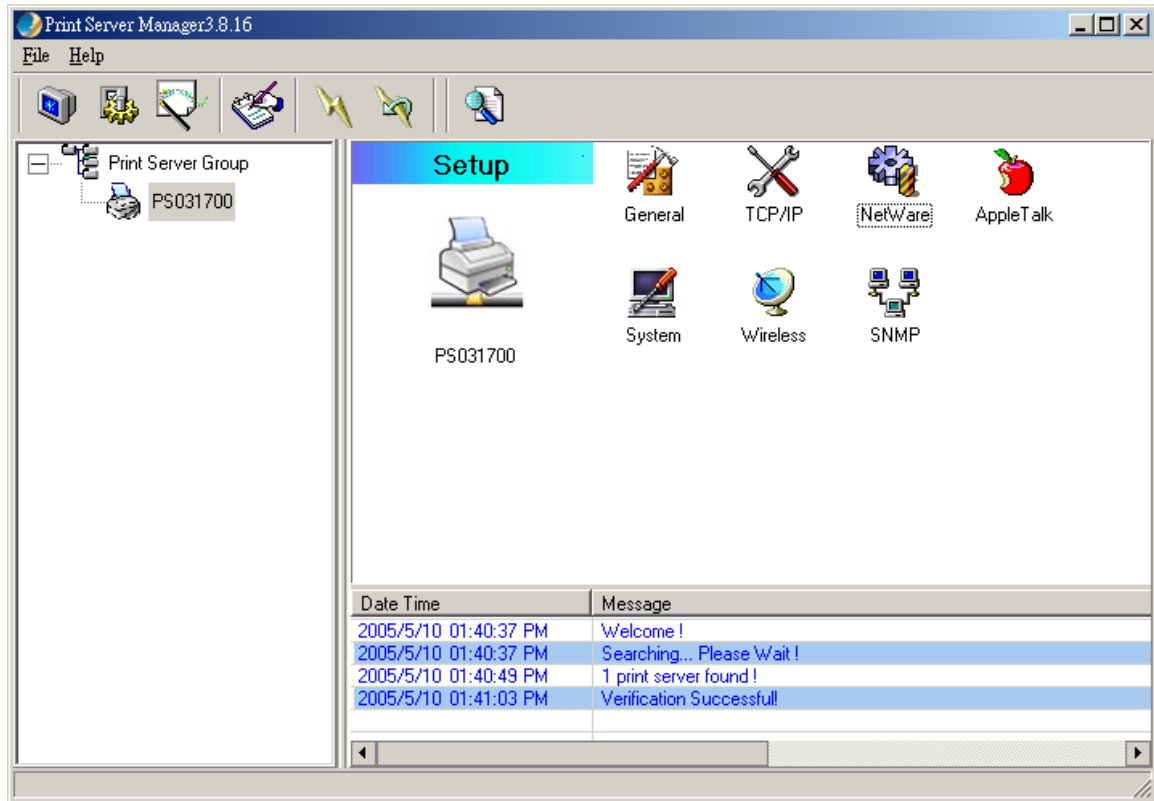 Print Server Manager3.8.16
File Help
Print Server Group
PS031700
Setup
PS031700
General TCP/IP NetWare AppleTalk
System Wireless SNMP
Date Time Message
2005/5/10 01:40:37 PM Welcome !
2005/5/10 01:40:37 PM Searching... Please Wait !
2005/5/10 01:40:49 PM 1 print server found !
2005/5/10 01:41:03 PM Verification Successful!